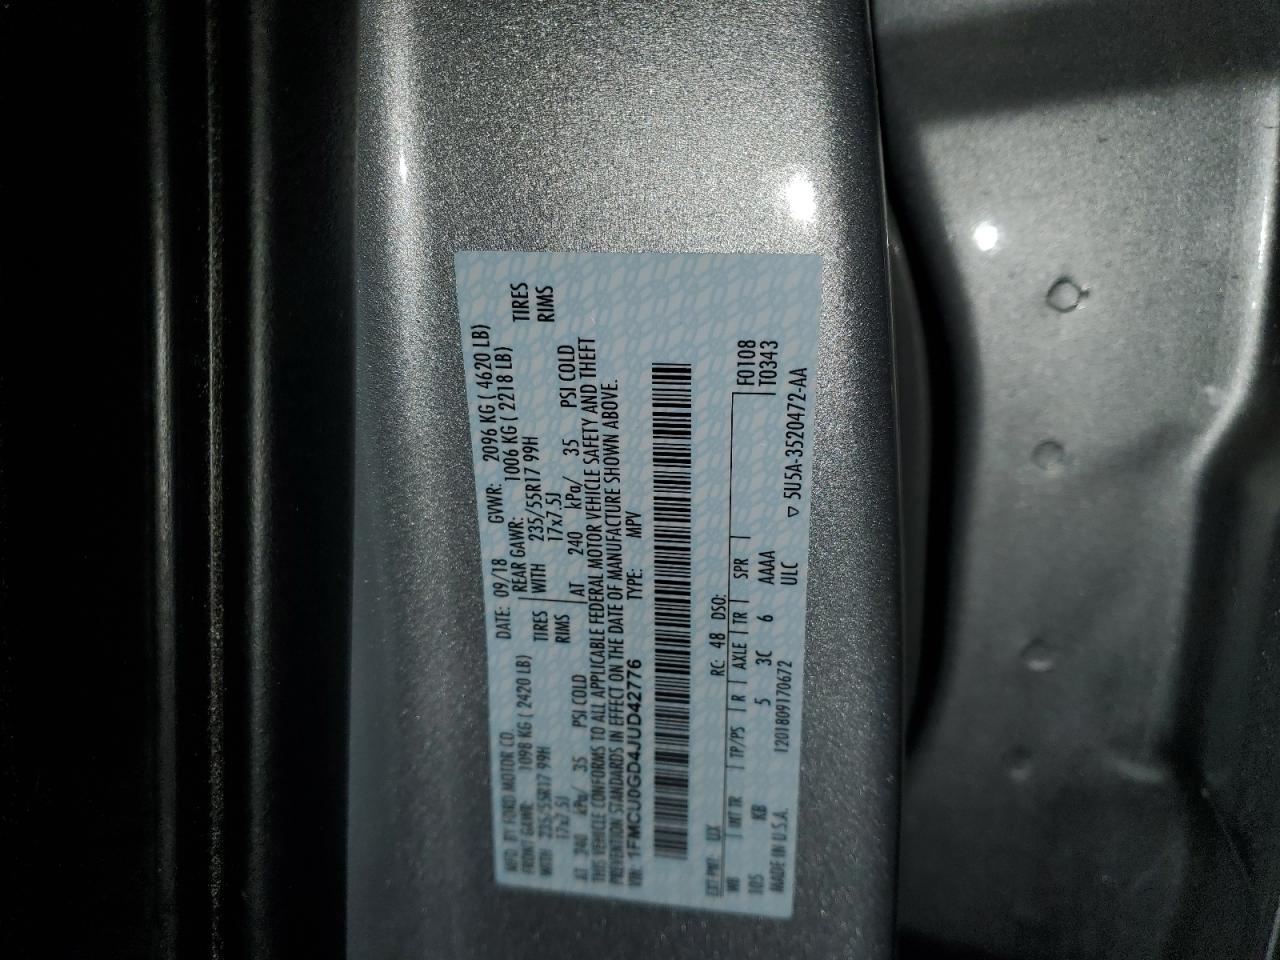 MFD. BY FORD MOTOR CO. DATE: 09/18 GVWR: 2096 KG ( 4620 LB)
FRONT GAWR: 1098 KG ( 2420 LB) REAR GAWR: 1006 KG ( 2218 LB)
WITH 235/55R17 99H TIRES WITH 235/55R17 99H TIRES
17x7.5J RIMS 17x7.5J RIMS
AT 240 kPa/ 35 PSI COLD AT 240 kPa/ 35 PSI COLD
THIS VEHICLE CONFORMS TO ALL APPLICABLE FEDERAL MOTOR VEHICLE SAFETY AND THEFT
PREVENTION STANDARDS IN EFFECT ON THE DATE OF MANUFACTURE SHOWN ABOVE.
VIN: 1FMCU0GD4JUD42776 TYPE: MPV
EXT PNT: UX RC: 48 DSO: F0108
WB INT TR TP/PS R AXLE TR SPR T0343
105 KB 5 3C 6 AAAA
MADE IN U.S.A. 1201809170672 ULC ▽ 5U5A-3520472-AA